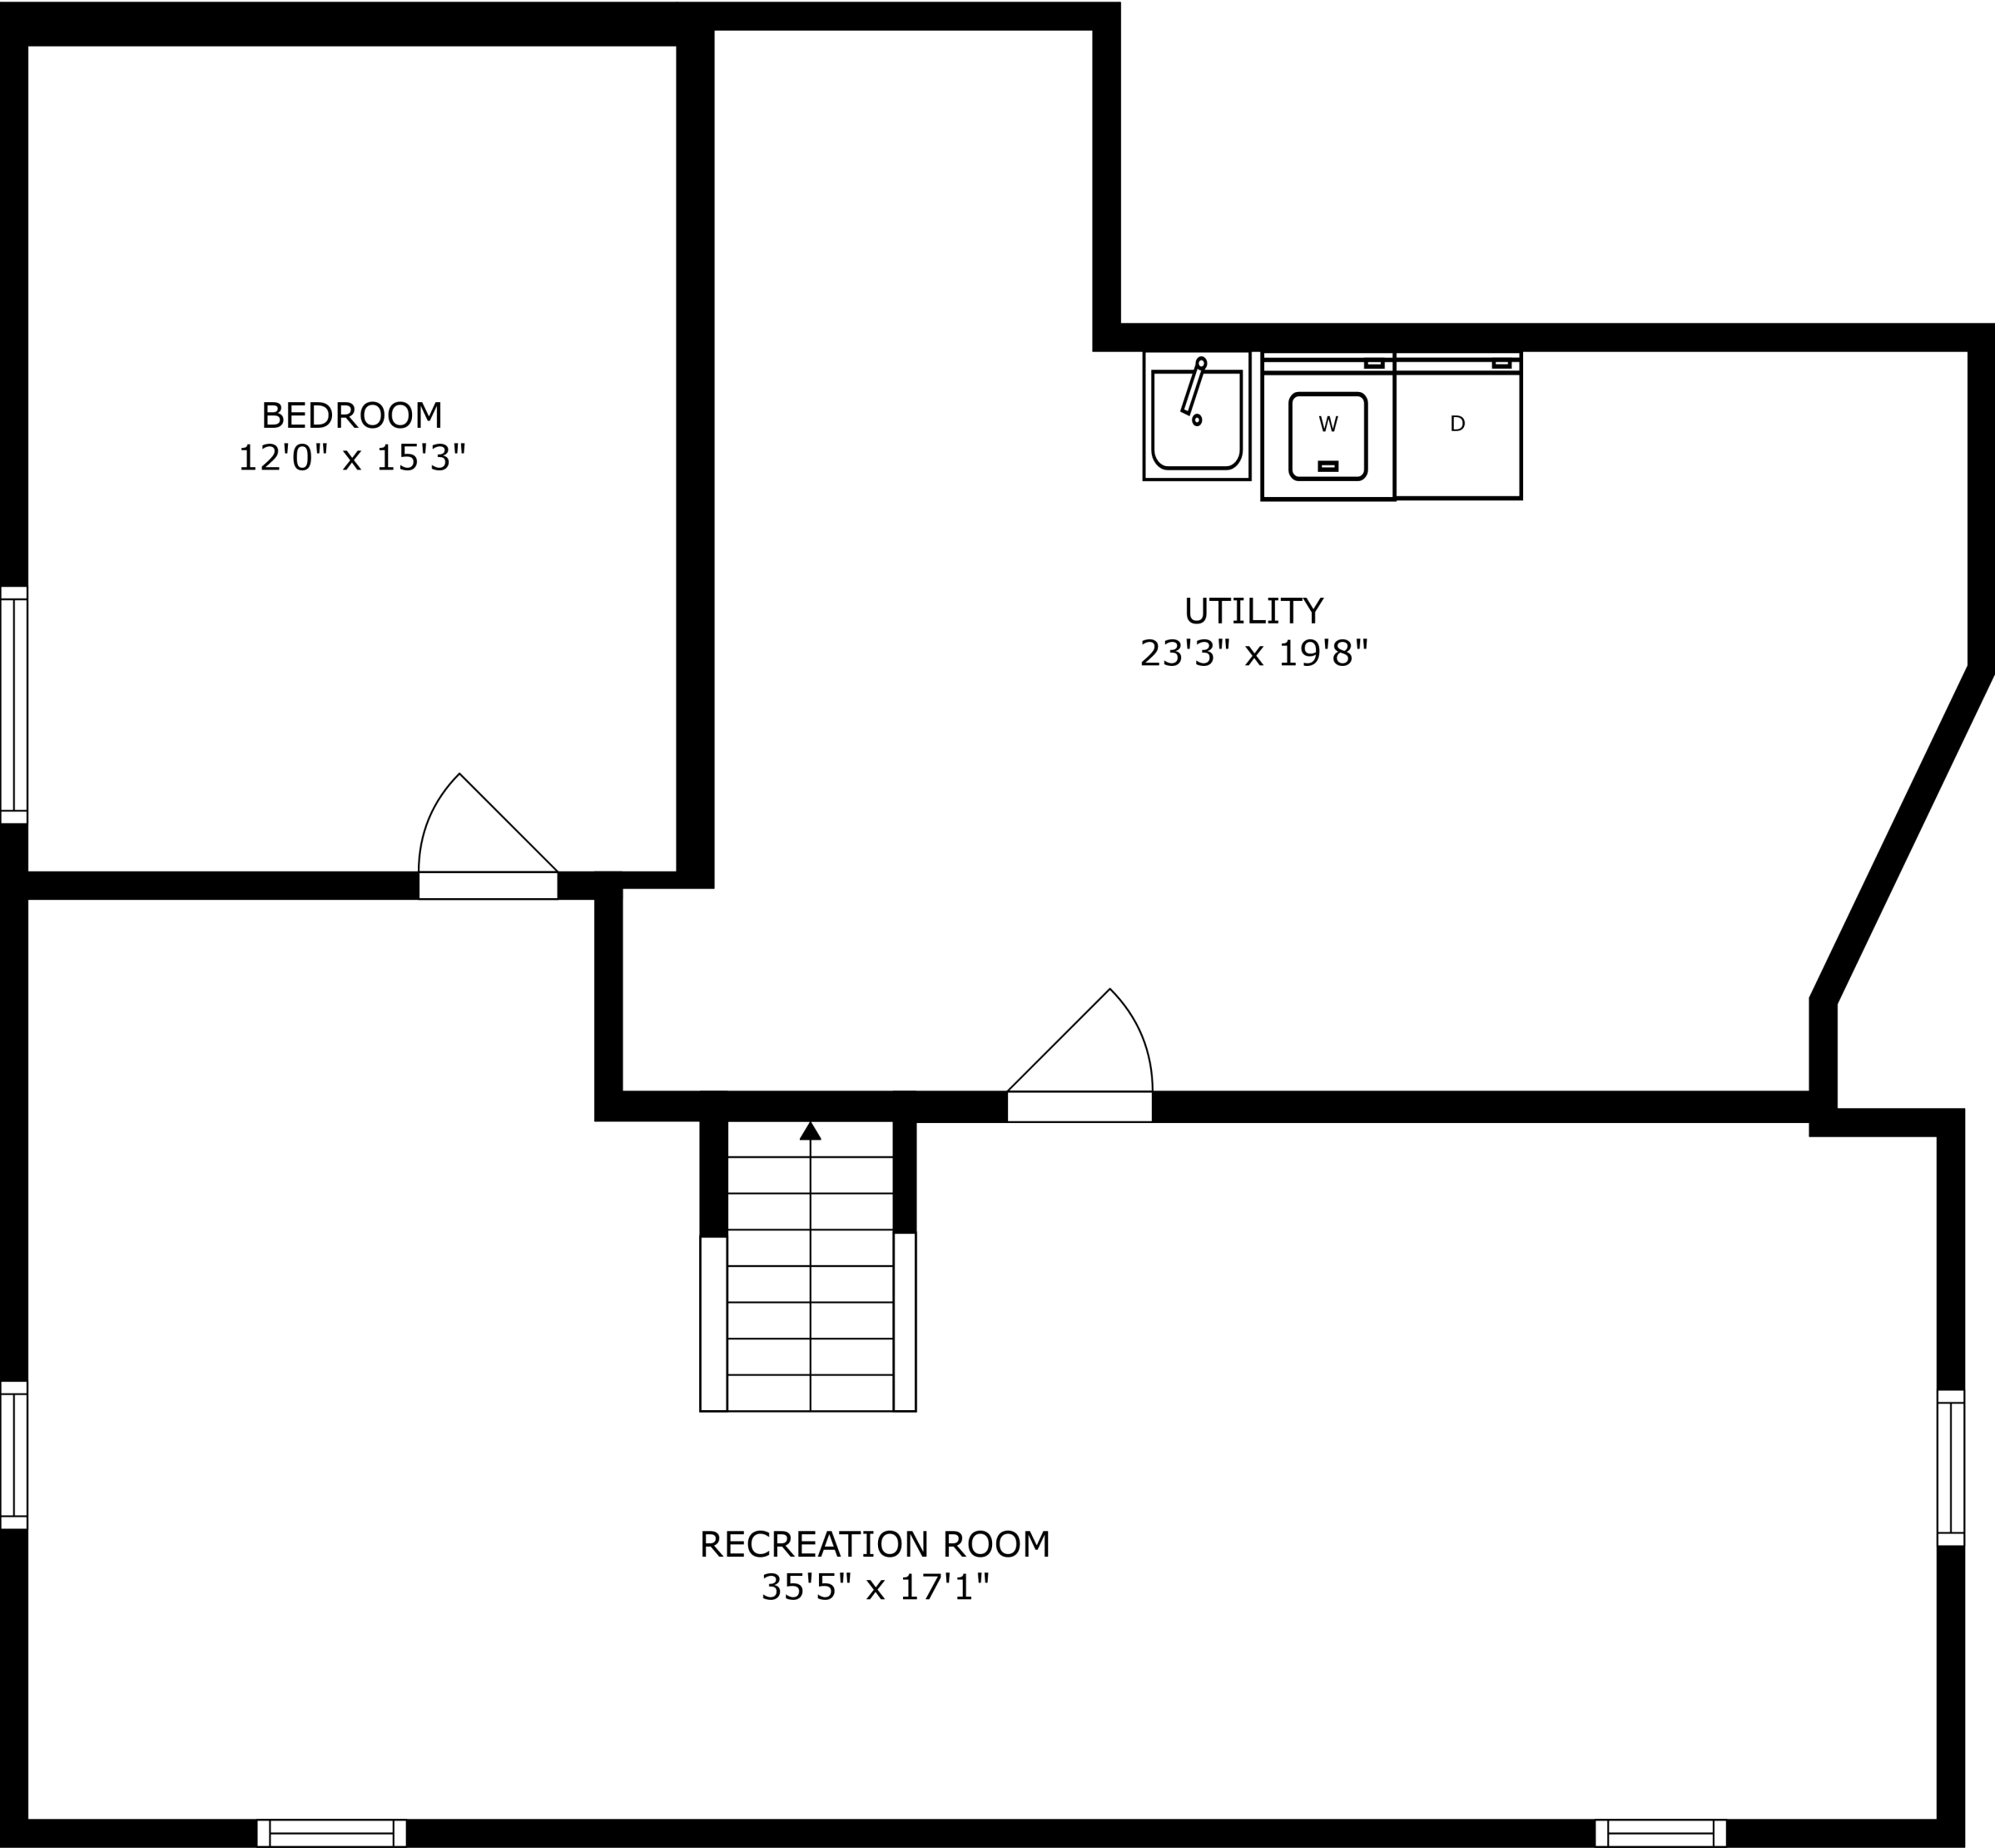 BEDROOM
12'0" x 15'3"
W
D
UTILITY
23'3" x 19'8"
RECREATION ROOM
35'5" x 17'1"